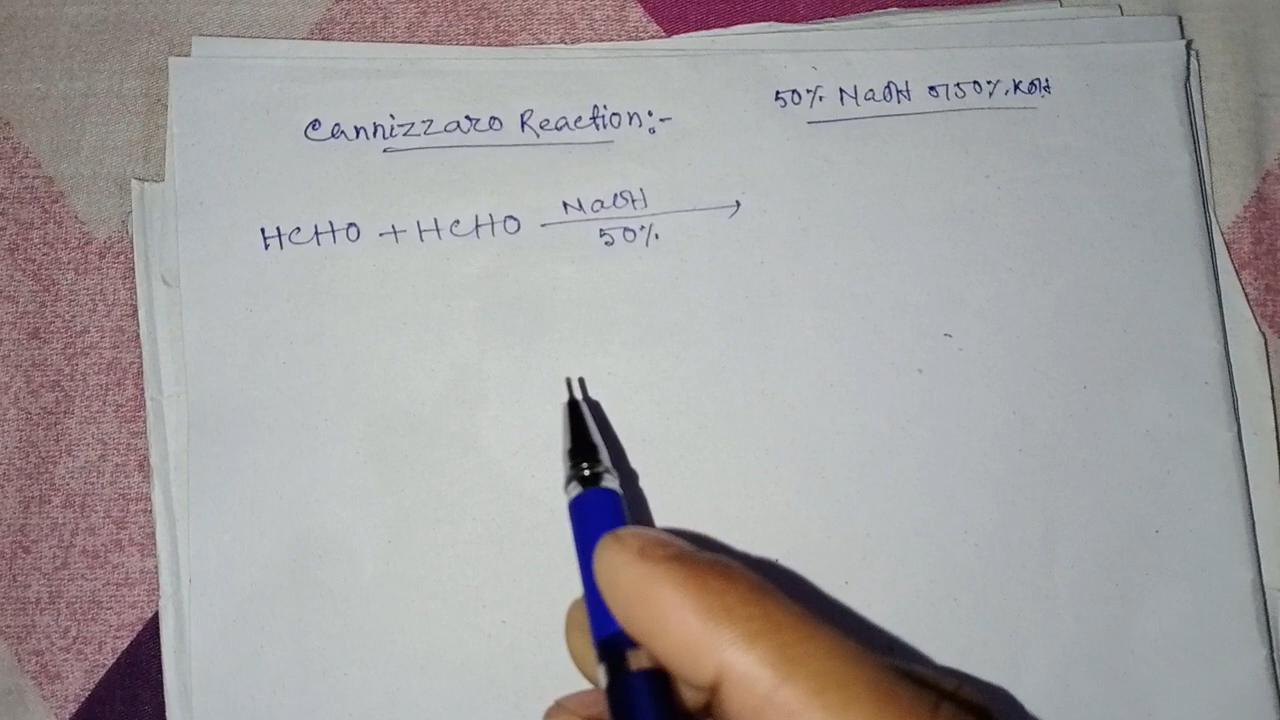 Cannizzaro Reaction:-
50% NaOH or 50% KOH
HCHO + HCHO NaOH 50% →